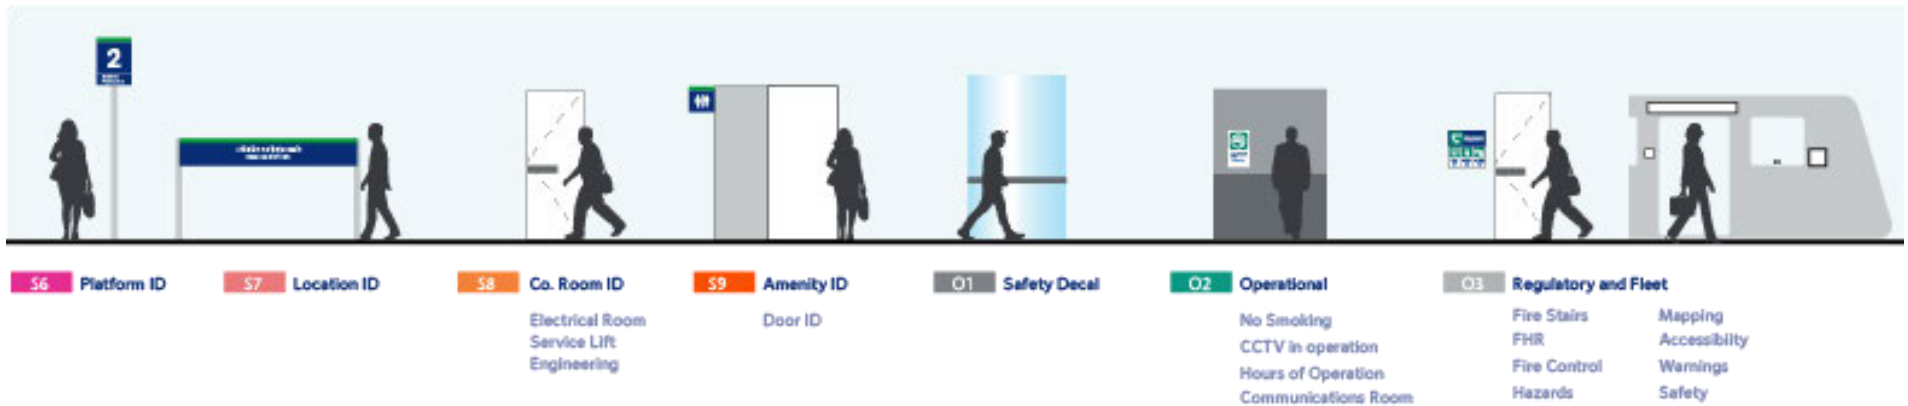 2
S6 Platform ID
S7 Location ID
S8 Co. Room ID
Electrical Room
Service Lift
Engineering
S9 Amenity ID
Door ID
O1 Safety Decal
O2 Operational
No Smoking
CCTV in operation
Hours of Operation
Communications Room
O3 Regulatory and Fleet
Fire Stairs
FHR
Fire Control
Hazards
Mapping
Accessibiity
Warnings
Safety